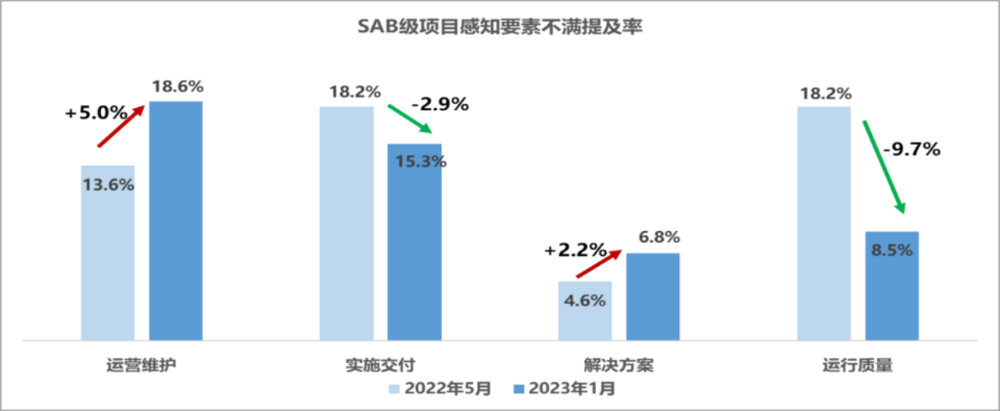 SAB级项目感知要素不满提及率
+5.0%
13.6%
18.6%
18.2%
-2.9%
15.3%
+2.2%
4.6%
6.8%
18.2%
-9.7%
8.5%
运营维护
实施交付
解决方案
运行质量
2022年5月
2023年1月